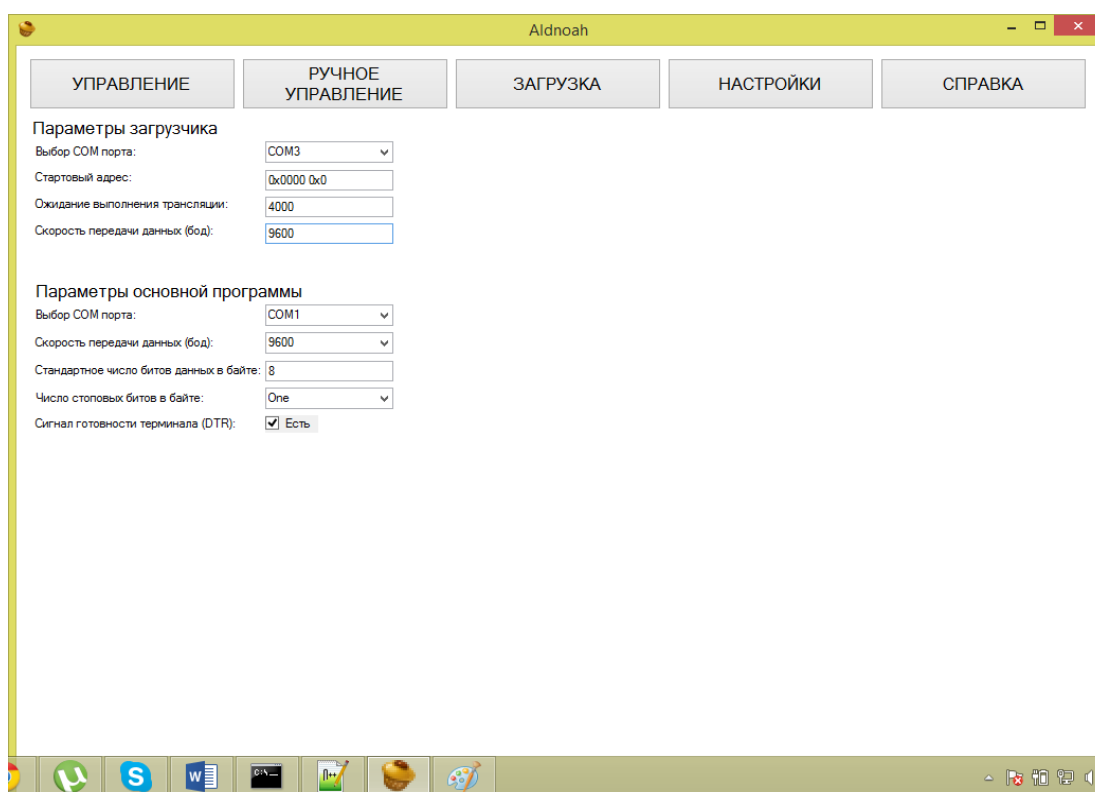 Aldnoah
УПРАВЛЕНИЕ
РУЧНОЕ
УПРАВЛЕНИЕ
ЗАГРУЗКА
НАСТРОЙКИ
СПРАВКА
Параметры загрузчика
Выбор COM порта: COM3
Стартовый адрес: 0x0000 0x0
Ожидание выполнения трансляции: 4000
Скорость передачи данных (бод): 9600
Параметры основной программы
Выбор COM порта: COM1
Скорость передачи данных (бод): 9600
Стандартное число битов данных в байте: 8
Число стоповых битов в байте: One
Сигнал готовности терминала (DTR): Есть